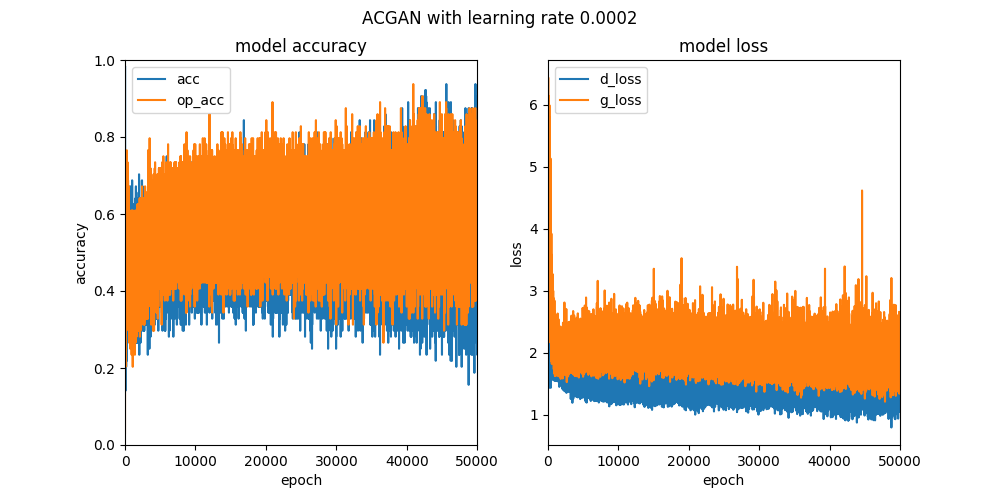 ACGAN with learning rate 0.0002
model accuracy
acc
op_acc
accuracy
1.0
0.8
0.6
0.4
0.2
0.0
0 10000 20000 30000 40000 50000
epoch
model loss
d_loss
g_loss
loss
6
5
4
3
2
1
0 10000 20000 30000 40000 50000
epoch